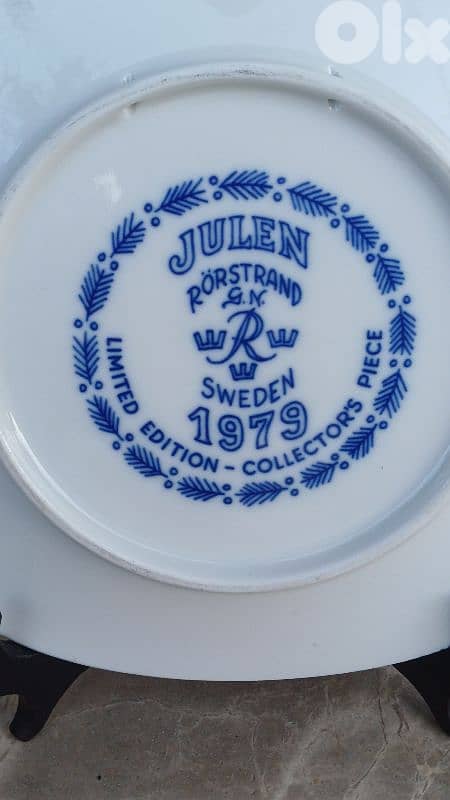 Olx
JULEN
RÖRSTRAND
G.N.
R
SWEDEN
1979
LIMITED EDITION - COLLECTOR'S PIECE